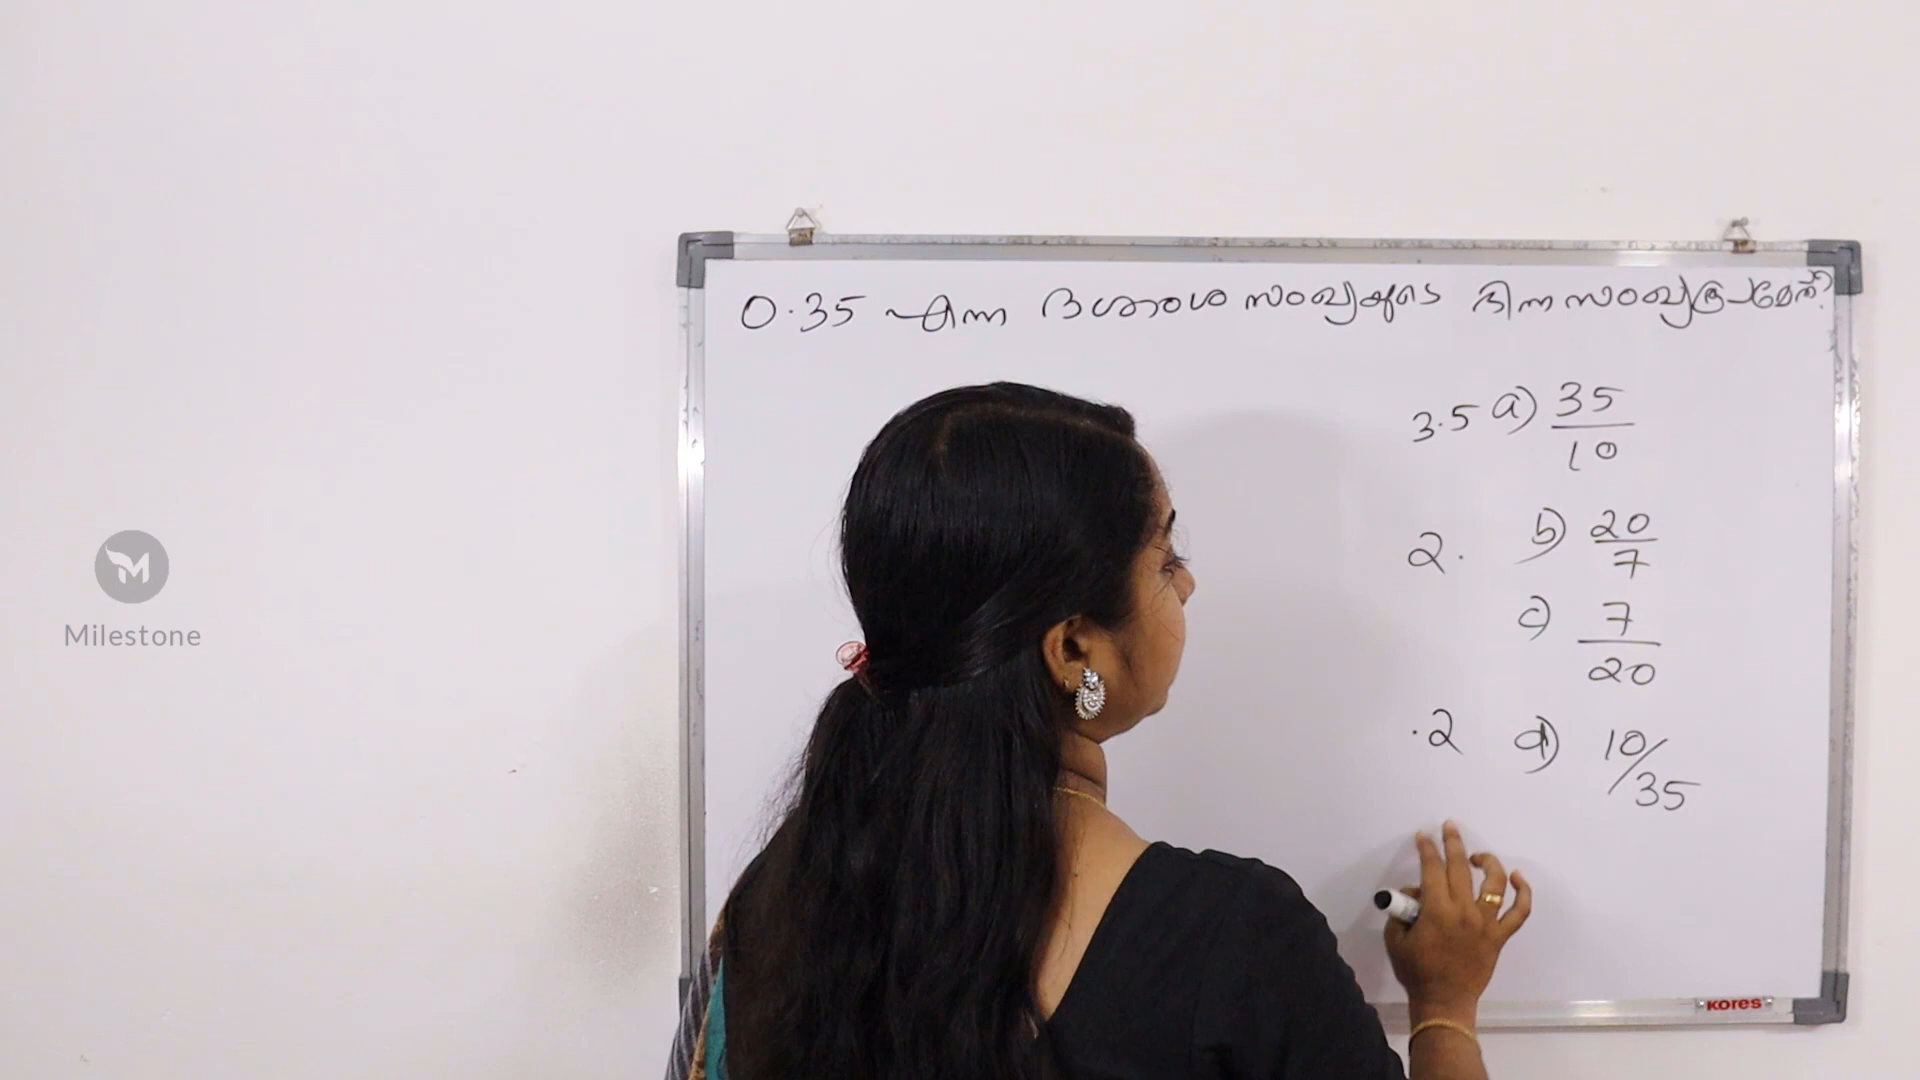 0.35 എന്ന ദശാംശ സംഖ്യയുടെ ഭിന്നസംഖ്യരൂപമേത്?
3.5 a) 35/10
2. b) 20/7
c) 7/20
.2 d) 10/35
Milestone
KORES